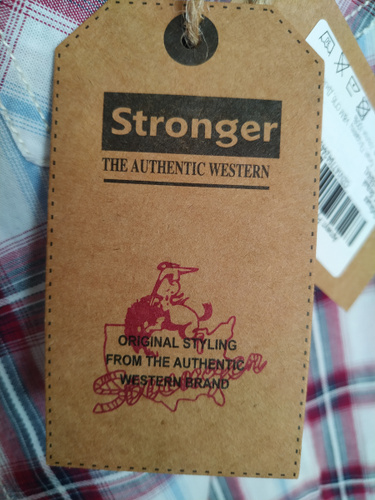 Stronger
THE AUTHENTIC WESTERN
ORIGINAL STYLING
FROM THE AUTHENTIC
WESTERN BRAND